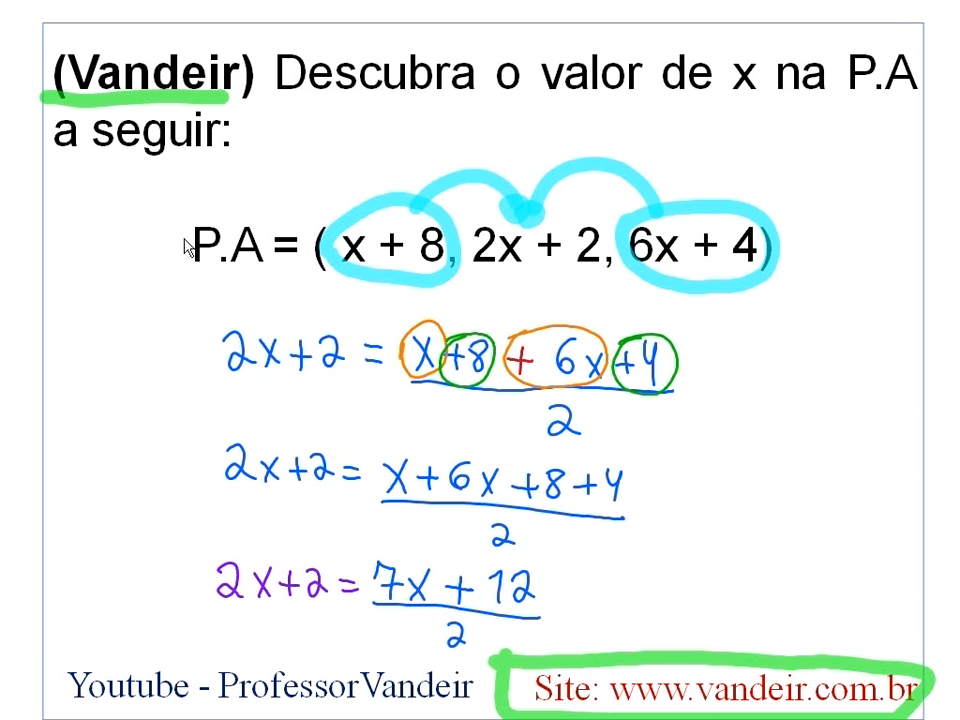 (Vandeir) Descubra o valor de x na P.A
a seguir:
P.A = ( x + 8, 2x + 2, 6x + 4)
2x+2 = x+8 + 6x+4
2
2x+2 = x+6x+8+4
2
2x+2 = 7x + 12
2
Youtube - ProfessorVandeir
Site: www.vandeir.com.br